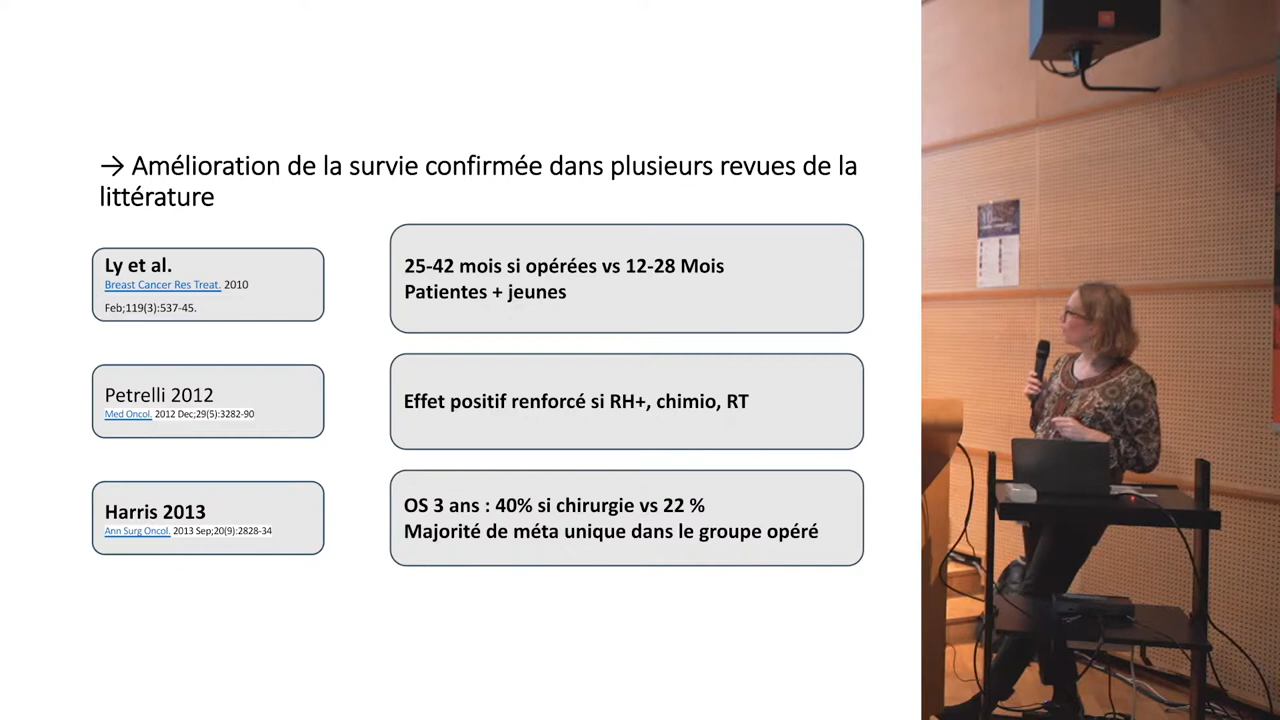 → Amélioration de la survie confirmée dans plusieurs revues de la
littérature
Ly et al.
Breast Cancer Res Treat. 2010
Feb;119(3):537-45.
25-42 mois si opérées vs 12-28 Mois
Patientes + jeunes
Petrelli 2012
Med Oncol. 2012 Dec;29(5):3282-90
Effet positif renforcé si RH+, chimio, RT
Harris 2013
Ann Surg Oncol. 2013 Sep;20(9):2828-34
OS 3 ans : 40% si chirurgie vs 22 %
Majorité de méta unique dans le groupe opéré